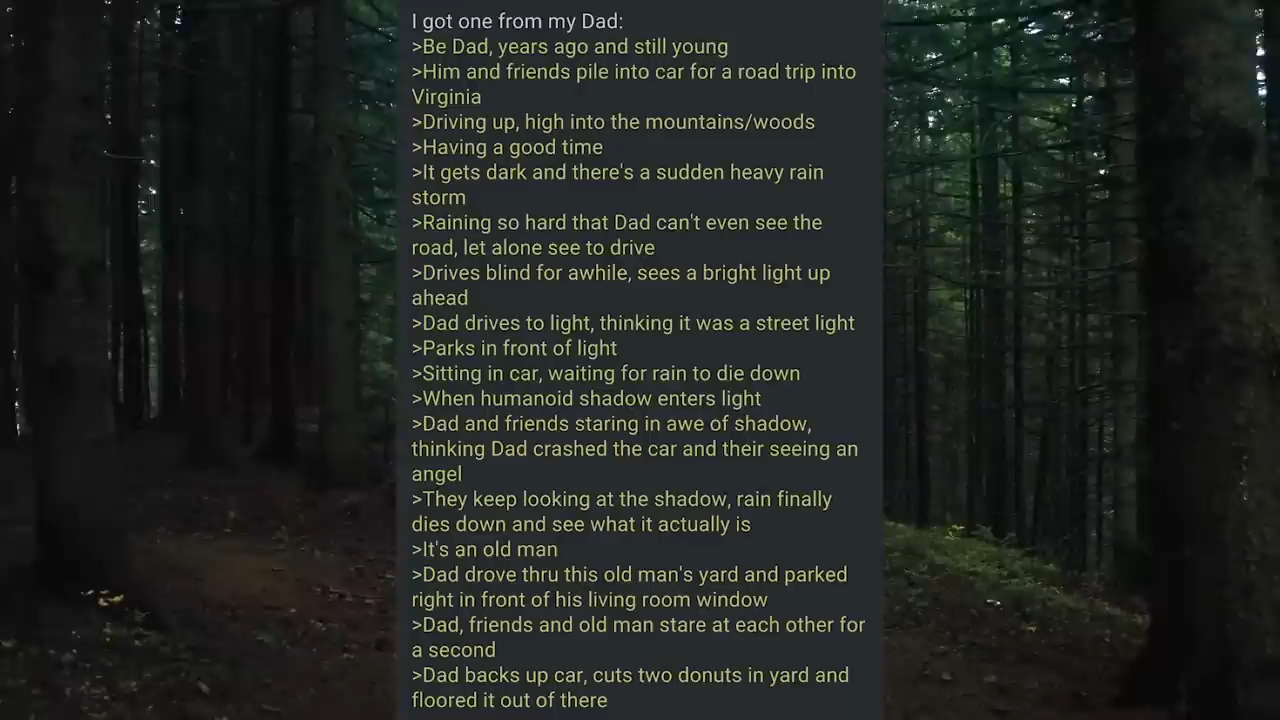 I got one from my Dad:
>Be Dad, years ago and still young
>Him and friends pile into car for a road trip into
Virginia
>Driving up, high into the mountains/woods
>Having a good time
>It gets dark and there's a sudden heavy rain
storm
>Raining so hard that Dad can't even see the
road, let alone see to drive
>Drives blind for awhile, sees a bright light up
ahead
>Dad drives to light, thinking it was a street light
>Parks in front of light
>Sitting in car, waiting for rain to die down
>When humanoid shadow enters light
>Dad and friends staring in awe of shadow,
thinking Dad crashed the car and their seeing an
angel
>They keep looking at the shadow, rain finally
dies down and see what it actually is
>It's an old man
>Dad drove thru this old man's yard and parked
right in front of his living room window
>Dad, friends and old man stare at each other for
a second
>Dad backs up car, cuts two donuts in yard and
floored it out of there